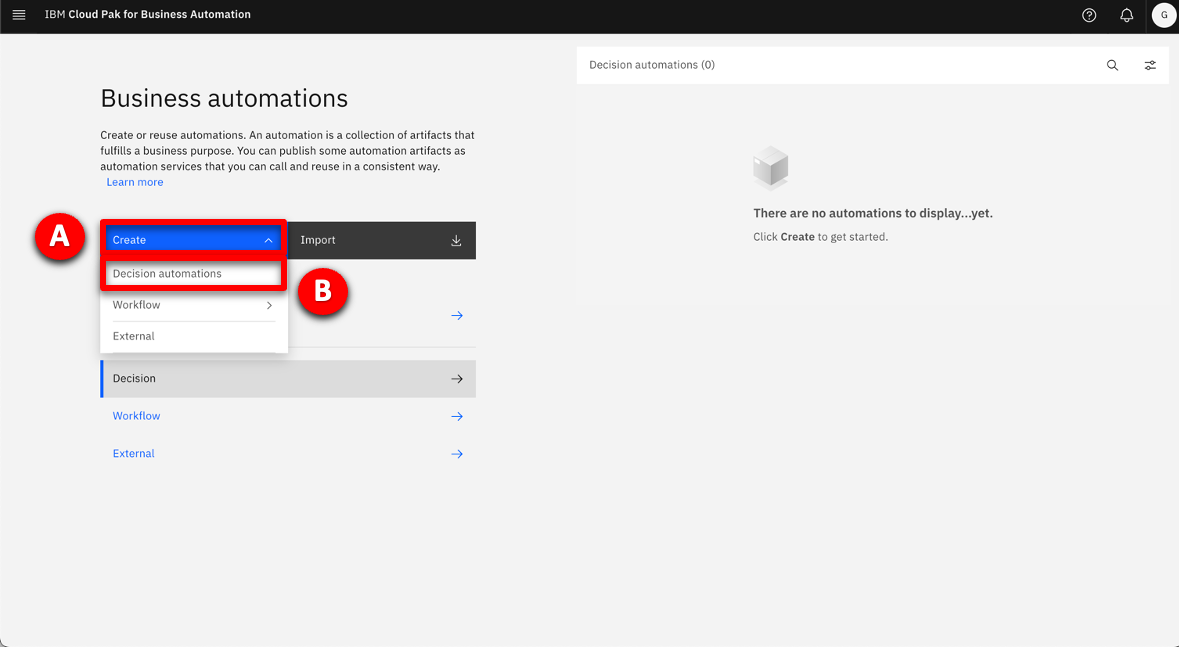 IBM Cloud Pak for Business Automation
G
Decision automations (0)
Business automations
Create or reuse automations. An automation is a collection of artifacts that
fulfills a business purpose. You can publish some automation artifacts as
automation services that you can call and reuse in a consistent way.
Learn more
There are no automations to display...yet.
Click Create to get started.
A
Create
Import
Decision automations
B
Workflow
External
Decision
Workflow
External